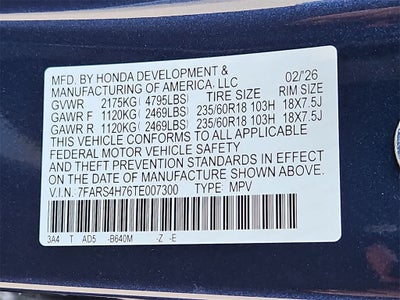 MFD. BY HONDA DEVELOPMENT &
MANUFACTURING OF AMERICA, LLC 02/'26
GVWR 2175KG (4795LBS) TIRE SIZE RIM SIZE
GAWR F 1120KG (2469LBS) 235/60R18 103H 18X7.5J
GAWR R 1120KG (2469LBS) 235/60R18 103H 18X7.5J
THIS VEHICLE CONFORMS TO ALL APPLICABLE
FEDERAL MOTOR VEHICLE SAFETY
AND THEFT PREVENTION STANDARDS IN EFFECT
ON THE DATE OF MANUFACTURE SHOWN ABOVE.
V.I.N. 7FARS4H76TE007300 TYPE MPV
3A4 T AD5 -B640M -Z -E